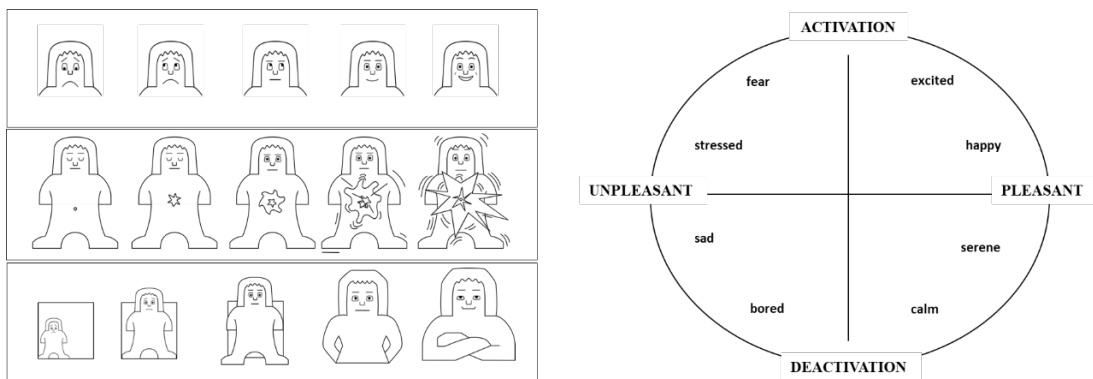 ACTIVATION
fear
excited
stressed
happy
UNPLEASANT
PLEASANT
sad
serene
bored
calm
DEACTIVATION